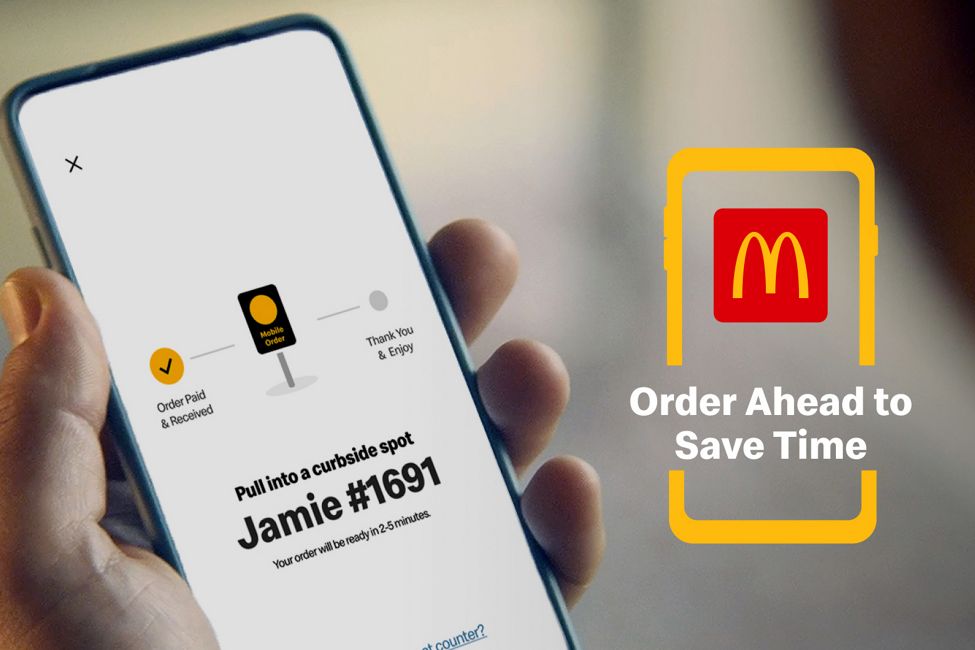 Mobile
Order
Order Paid
& Received
Thank You
& Enjoy
Pull into a curbside spot
Jamie #1691
Your order will be ready in 2-5 minutes.
counter?
Order Ahead to
Save Time